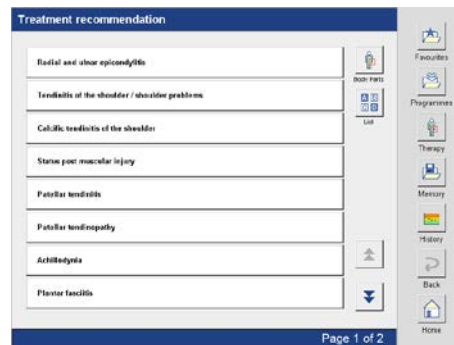 Treatment recommendation
Radial and ulnar epicondylitis
Tendinitis of the shoulder / shoulder problems
Calcific tendinitis of the shoulder
Status post muscular injury
Patellar tendinitis
Patellar tendinopathy
Achillodynia
Plantar fasciitis
Body Parts
List
Favourites
Programmes
Therapy
Memory
History
Back
Home
Page 1 of 2